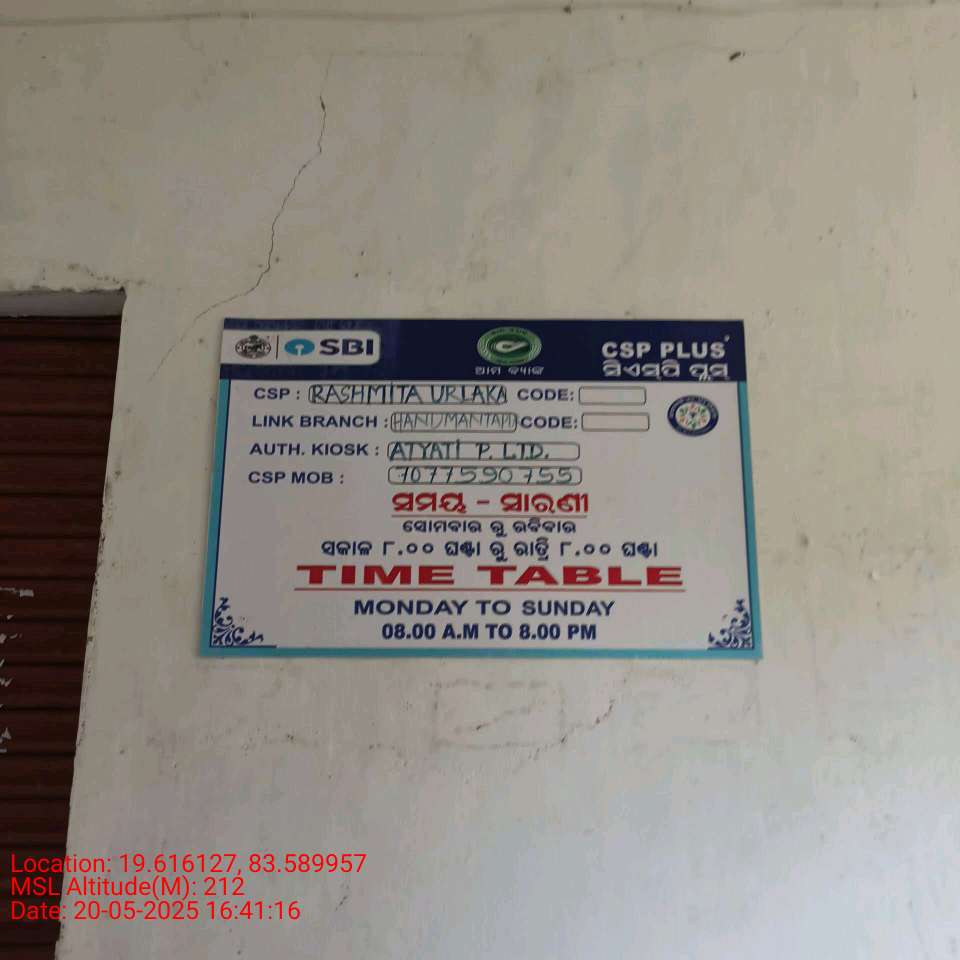 SBI
ଆମ ବ୍ୟାଙ୍କ
CSP PLUS
ସିଏସ୍‌ପି ପ୍ଲସ୍
CSP : RASHMITA URLAKA CODE:
LINK BRANCH : HANUMANTAPU CODE:
AUTH. KIOSK : ATYATI P. LTD.
CSP MOB : 7077590755
ସମୟ - ସାରଣୀ
ସୋମବାର ରୁ ରବିବାର
ସକାଳ ୮.୦୦ ଘଣ୍ଟା ରୁ ରାତ୍ରି ୮.୦୦ ଘଣ୍ଟା
TIME TABLE
MONDAY TO SUNDAY
08.00 A.M TO 8.00 PM
Location: 19.616127, 83.589957
MSL Altitude(M): 212
Date: 20-05-2025 16:41:16